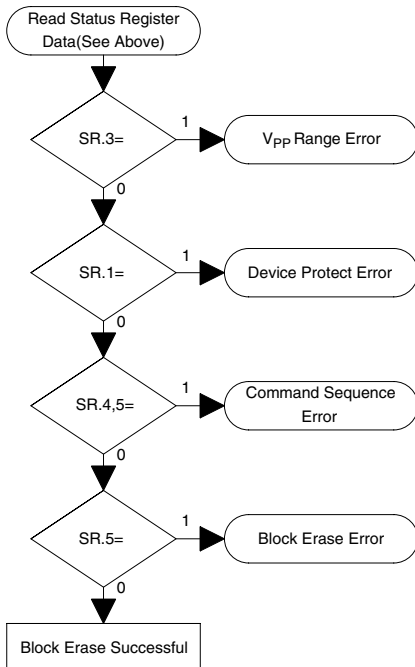 Read Status Register
Data(See Above)
SR.3=
1
VPP Range Error
0
SR.1=
1
Device Protect Error
0
SR.4,5=
1
Command Sequence
Error
0
SR.5=
1
Block Erase Error
0
Block Erase Successful